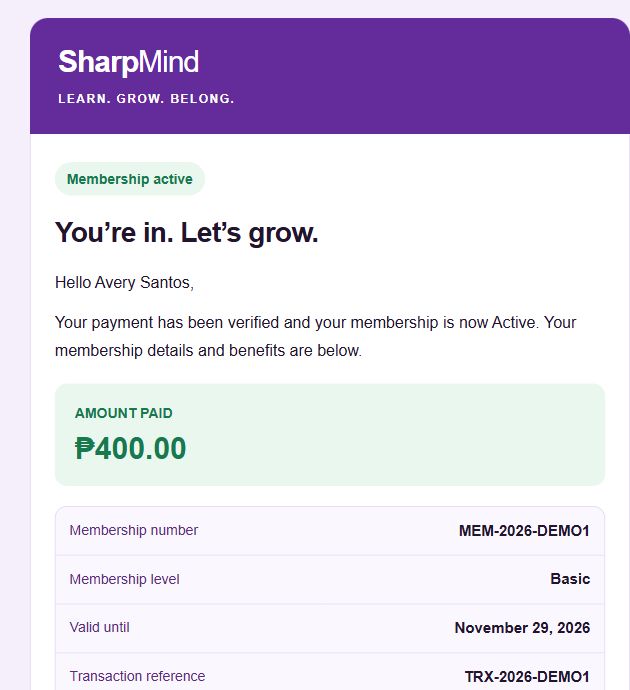 SharpMind
LEARN. GROW. BELONG.
Membership active
You’re in. Let’s grow.
Hello Avery Santos,
Your payment has been verified and your membership is now Active. Your
membership details and benefits are below.
AMOUNT PAID
₱400.00
Membership number MEM-2026-DEMO1
Membership level Basic
Valid until November 29, 2026
Transaction reference TRX-2026-DEMO1